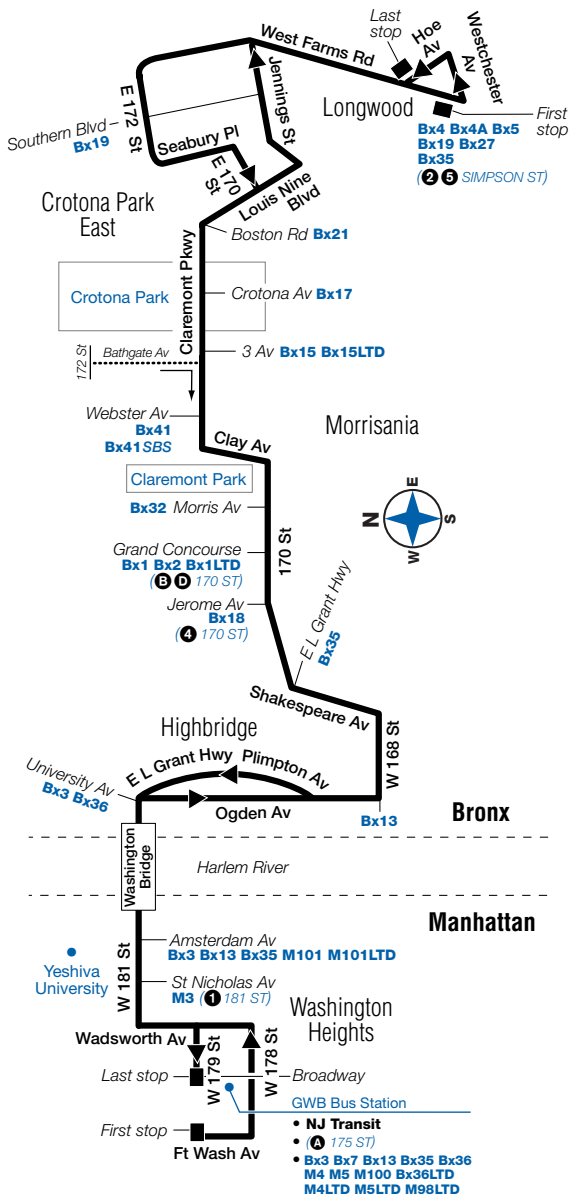 Last
stop
Hoe
Av
Westchester
Av
West Farms Rd
Longwood
First
stop
Bx4 Bx4A Bx5
Bx19 Bx27
Bx35
(2 5 SIMPSON ST)
E 172 St
Jennings St
Southern Blvd
Bx19
Seabury Pl
E 170
St
Louis Nine
Blvd
Crotona Park
East
Boston Rd Bx21
Claremont Pkwy
Crotona Park
Crotona Av Bx17
172 St
Bathgate Av
3 Av Bx15 Bx15LTD
Webster Av
Bx41
Bx41SBS
Clay Av
Morrisania
Claremont Park
Bx32 Morris Av
N
E
S
W
170 St
Grand Concourse
Bx1 Bx2 Bx1LTD
(B D 170 ST)
Jerome Av
Bx18
(4 170 ST)
E L Grant Hwy
Bx35
Shakespeare Av
W 168 St
Highbridge
E L Grant Hwy
Plimpton Av
University Av
Bx3 Bx36
Ogden Av
Bx13
Bronx
Washington
Bridge
Harlem River
Manhattan
W 181 St
Amsterdam Av
Bx3 Bx13 Bx35 M101 M101LTD
Yeshiva
University
St Nicholas Av
M3 (1 181 ST)
Washington
Heights
Wadsworth Av
W 179 St
W 178 St
Last stop
Broadway
GWB Bus Station
First stop
Ft Wash Av
• NJ Transit
• (A 175 ST)
• Bx3 Bx7 Bx13 Bx35 Bx36
M4 M5 M100 Bx36LTD
M4LTD M5LTD M98LTD